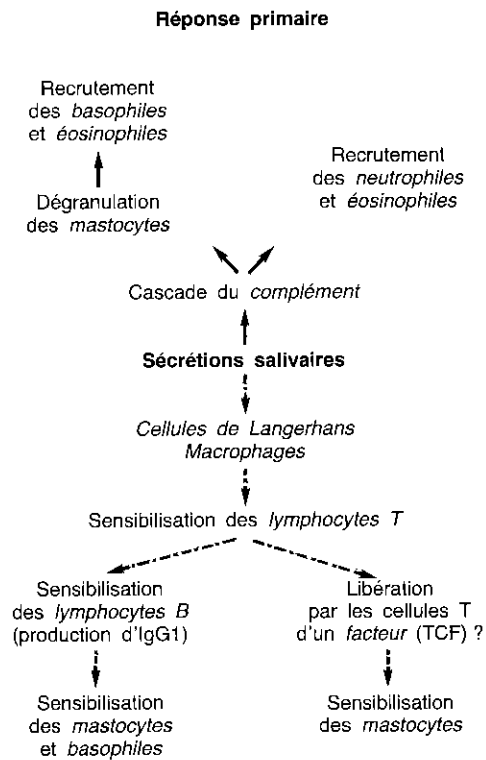 Réponse primaire
Recrutement
des basophiles
et éosinophiles
Recrutement
des neutrophiles
et éosinophiles
Dégranulation
des mastocytes
Cascade du complément
Sécrétions salivaires
Cellules de Langerhans
Macrophages
Sensibilisation des lymphocytes T
Sensibilisation
des lymphocytes B
(production d'IgG1)
Libération
par les cellules T
d'un facteur (TCF) ?
Sensibilisation
des mastocytes
et basophiles
Sensibilisation
des mastocytes